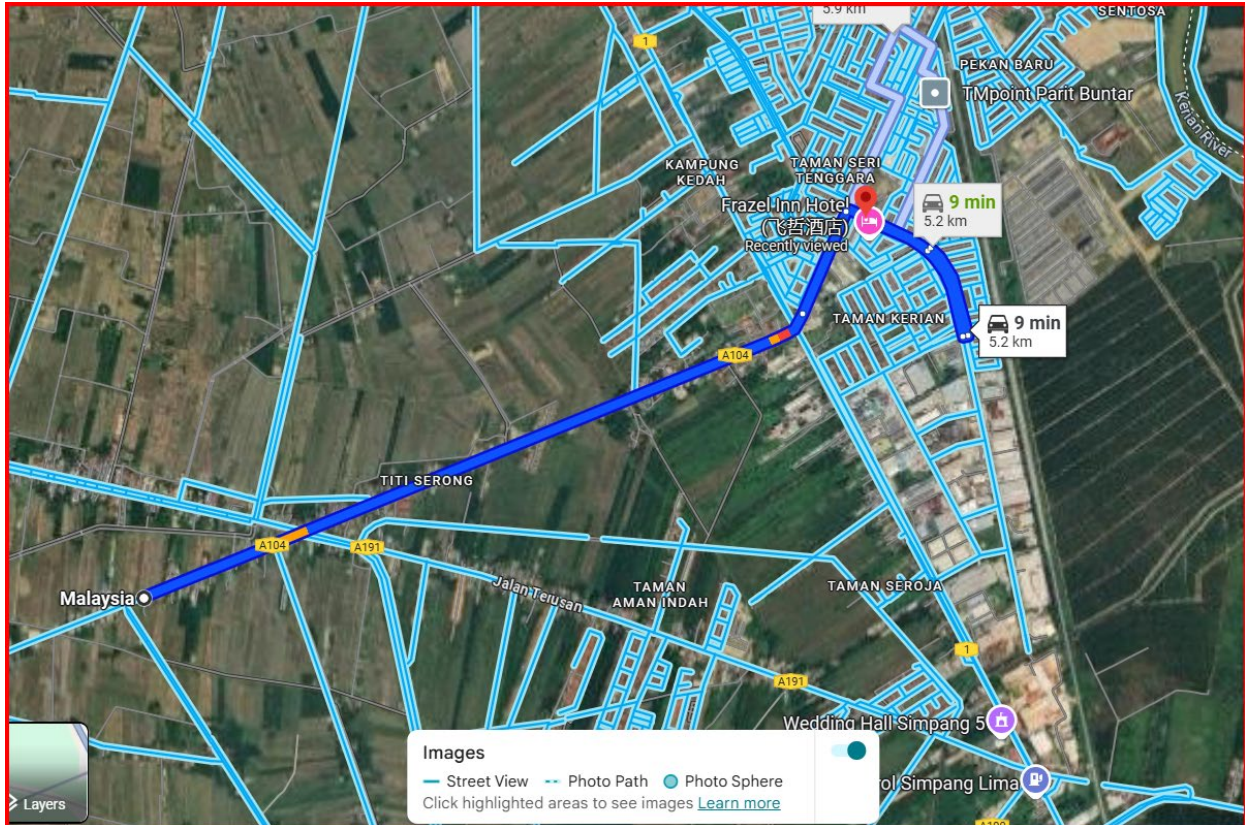 5.9 km
SENTOSA
1
PEKAN BARU
TMpoint Parit Buntar
Kerian River
KAMPUNG
KEDAH
TAMAN SERI
TENGGARA
Frazel Inn Hotel
(飞哲酒店)
Recently viewed
9 min
5.2 km
TAMAN KERIAN
9 min
5.2 km
A104
TITI SERONG
A104
A191
Jalan Terusan
TAMAN
AMAN INDAH
TAMAN SEROJA
Malaysia
1
A191
Wedding Hall Simpang 5
Simpang Lima
Images
Street View
Photo Path
Photo Sphere
Click highlighted areas to see images Learn more
Layers